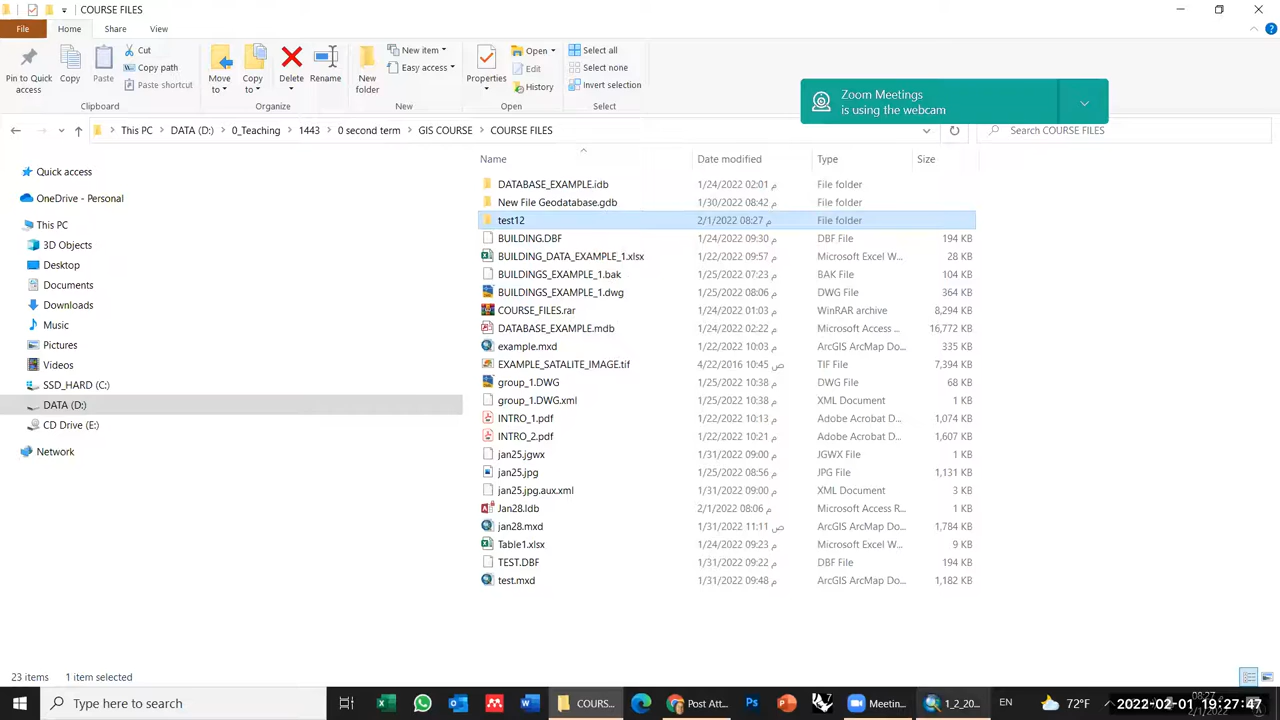 COURSE FILES
File Home Share View
Pin to Quick access
Copy
Paste
Cut
Copy path
Paste shortcut
Clipboard
Move to
Copy to
Delete
Rename
Organize
New folder
New item
Easy access
New
Properties
Open
Edit
History
Open
Select all
Select none
Invert selection
Select
Zoom Meetings
is using the webcam
This PC > DATA (D:) > 0_Teaching > 1443 > 0 second term > GIS COURSE > COURSE FILES
Search COURSE FILES
Quick access
OneDrive - Personal
This PC
3D Objects
Desktop
Documents
Downloads
Music
Pictures
Videos
SSD_HARD (C:)
DATA (D:)
CD Drive (E:)
Network
Name Date modified Type Size
DATABASE_EXAMPLE.idb 1/24/2022 02:01 م File folder
New File Geodatabase.gdb 1/30/2022 08:42 م File folder
test12 2/1/2022 08:27 م File folder
BUILDING.DBF 1/24/2022 09:30 م DBF File 194 KB
BUILDING_DATA_EXAMPLE_1.xlsx 1/22/2022 09:57 م Microsoft Excel W... 28 KB
BUILDINGS_EXAMPLE_1.bak 1/25/2022 07:23 م BAK File 104 KB
BUILDINGS_EXAMPLE_1.dwg 1/25/2022 08:06 م DWG File 364 KB
COURSE_FILES.rar 1/24/2022 01:03 م WinRAR archive 8,294 KB
DATABASE_EXAMPLE.mdb 1/24/2022 02:22 م Microsoft Access ... 16,772 KB
example.mxd 1/22/2022 10:03 م ArcGIS ArcMap Do... 335 KB
EXAMPLE_SATALITE_IMAGE.tif 4/22/2016 10:45 ص TIF File 7,394 KB
group_1.DWG 1/25/2022 10:38 م DWG File 68 KB
group_1.DWG.xml 1/25/2022 10:38 م XML Document 1 KB
INTRO_1.pdf 1/22/2022 10:13 م Adobe Acrobat D... 1,074 KB
INTRO_2.pdf 1/22/2022 10:21 م Adobe Acrobat D... 1,607 KB
jan25.jgwx 1/31/2022 09:00 م JGWX File 1 KB
jan25.jpg 1/25/2022 08:56 م JPG File 1,131 KB
jan25.jpg.aux.xml 1/31/2022 09:00 م XML Document 3 KB
Jan28.ldb 2/1/2022 08:06 م Microsoft Access R... 1 KB
jan28.mxd 1/31/2022 11:11 ص ArcGIS ArcMap Do... 1,784 KB
Table1.xlsx 1/24/2022 09:23 م Microsoft Excel W... 9 KB
TEST.DBF 1/31/2022 09:22 م DBF File 194 KB
test.mxd 1/31/2022 09:48 م ArcGIS ArcMap Do... 1,182 KB
23 items 1 item selected
Type here to search
COURS...
Post Att...
Meetin...
1_2_20...
EN
72°F
2022-02-01 19:27:47